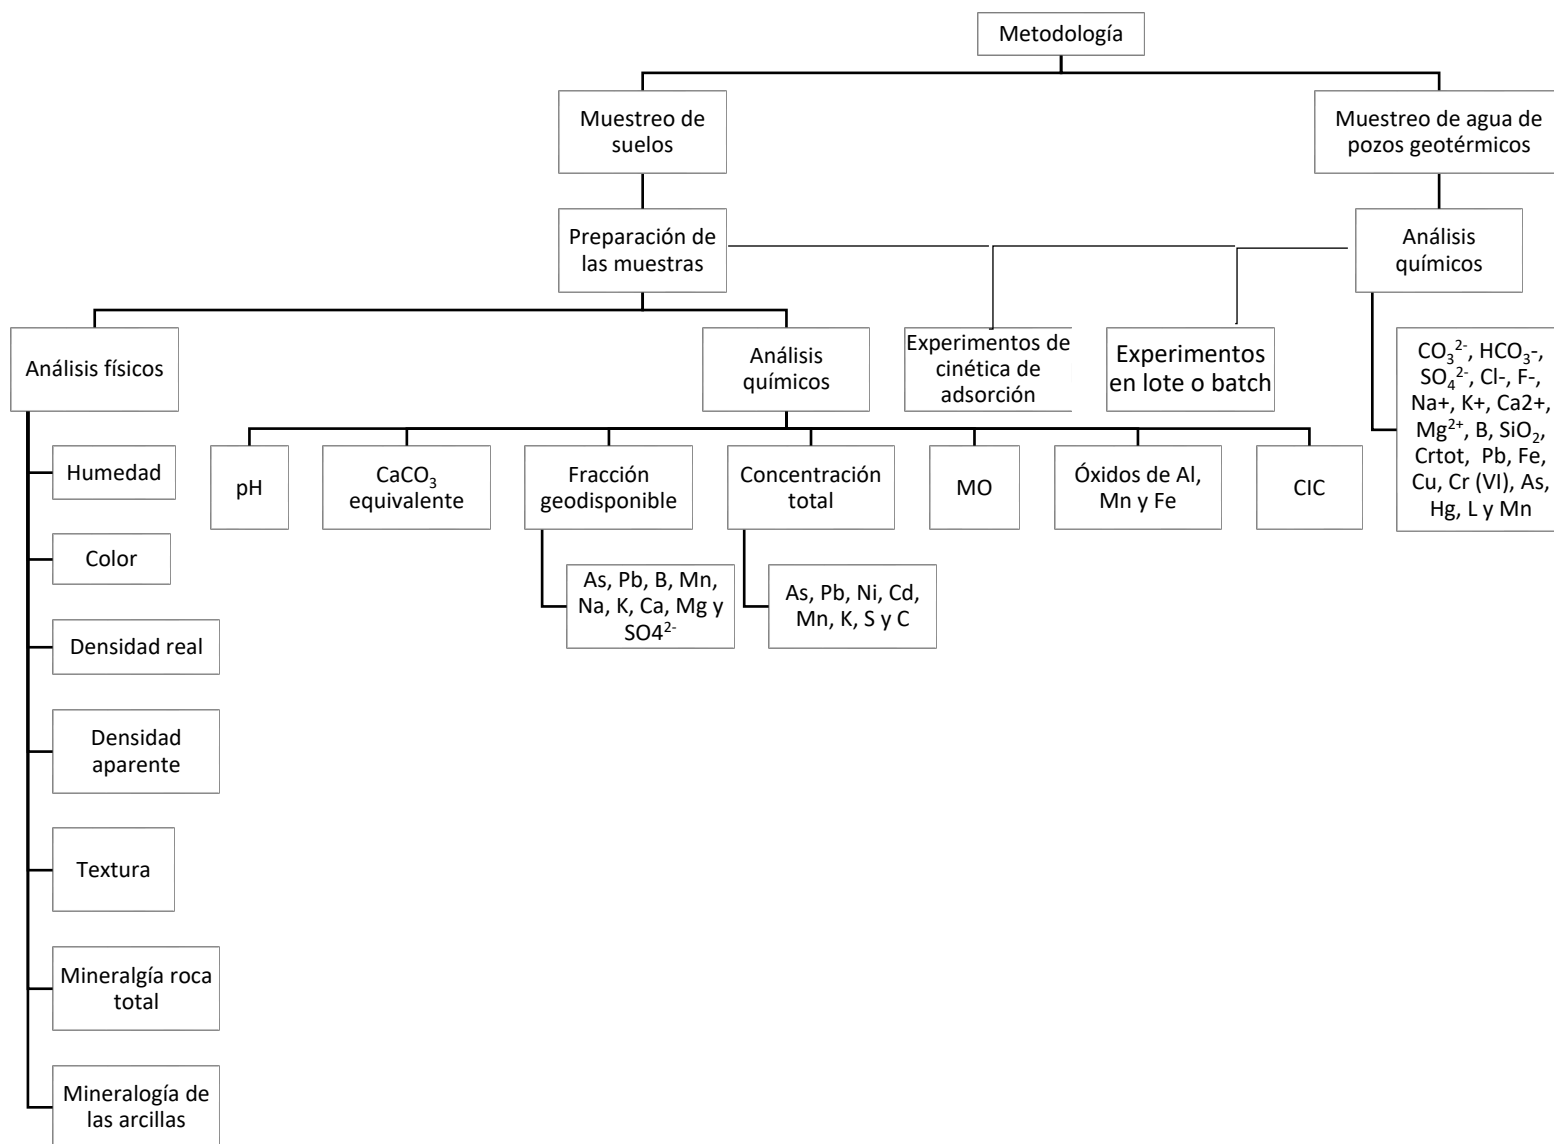 Metodología
Muestreo de
suelos
Muestreo de agua de
pozos geotérmicos
Preparación de
las muestras
Análisis
químicos
Análisis físicos
Análisis
químicos
Experimentos de
cinética de
adsorción
Experimentos
en lote o batch
CO₃²⁻, HCO₃-,
SO₄²⁻, Cl-, F-,
Na+, K+, Ca2+,
Mg²⁺, B, SiO₂,
Crtot, Pb, Fe,
Cu, Cr (VI), As,
Hg, L y Mn
Humedad
pH
CaCO₃
equivalente
Fracción
geodisponible
Concentración
total
MO
Óxidos de Al,
Mn y Fe
CIC
Color
As, Pb, B, Mn,
Na, K, Ca, Mg y
SO4²⁻
As, Pb, Ni, Cd,
Mn, K, S y C
Densidad real
Densidad
aparente
Textura
Mineralgía roca
total
Mineralogía de
las arcillas